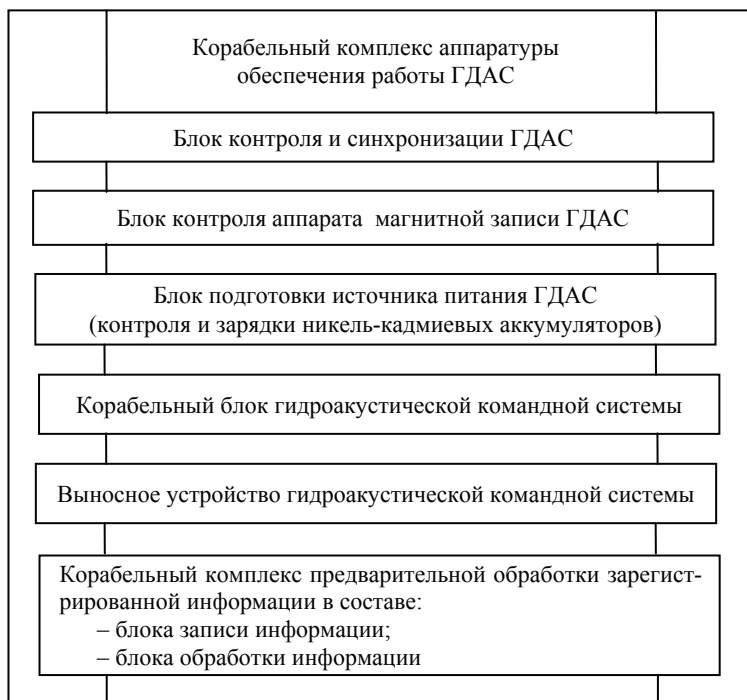 Корабельный комплекс аппаратуры
обеспечения работы ГДАС
Блок контроля и синхронизации ГДАС
Блок контроля аппарата магнитной записи ГДАС
Блок подготовки источника питания ГДАС
(контроля и зарядки никель-кадмиевых аккумуляторов)
Корабельный блок гидроакустической командной системы
Выносное устройство гидроакустической командной системы
Корабельный комплекс предварительной обработки зарегист-
рированной информации в составе:
– блока записи информации;
– блока обработки информации